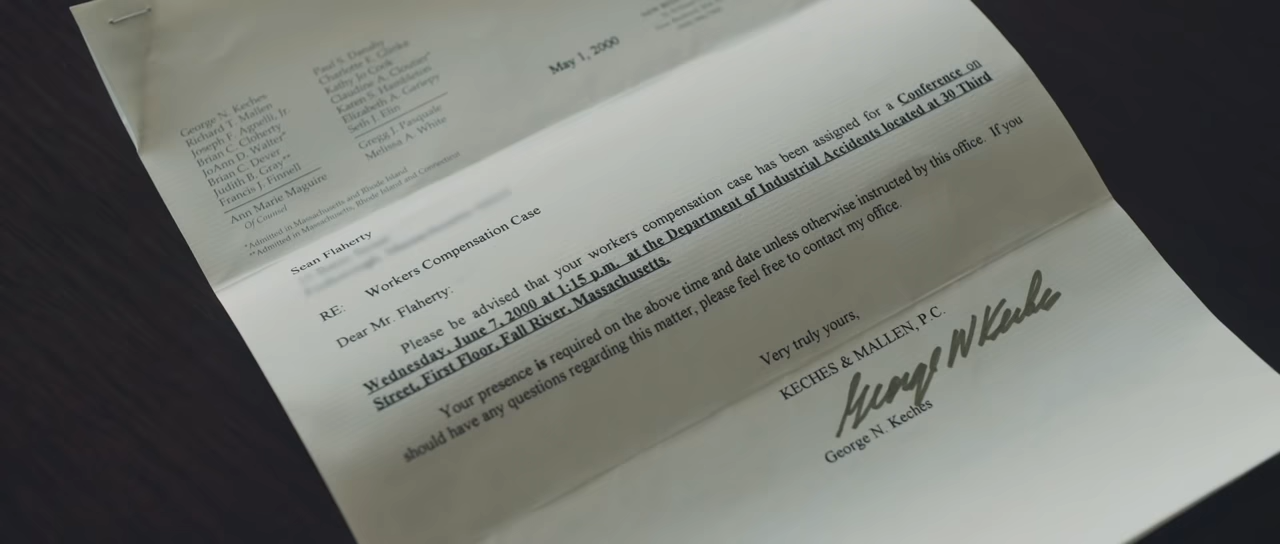 George N. Keches
Richard T. Mallen
Joseph F. Agnelli, Jr.
Brian C. Cloherty
JoAnn D. Walter*
Brian C. Dever
Judith B. Gray**
Francis J. Finnell
Ann Marie Maguire
Of Counsel
Paul S. Danahy
Charlotte E. Glinka
Kathy Jo Cook
Claudine A. Cloutier*
Karen S. Hambleton
Elizabeth A. Gariepy
Seth J. Elin
Gregg J. Pasquale
Melissa A. White
*Admitted in Massachusetts and Rhode Island
**Admitted in Massachusetts, Rhode Island and Connecticut
May 1, 2000
Sean Flaherty
RE: Workers Compensation Case
Dear Mr. Flaherty:
Please be advised that your workers compensation case has been assigned for a Conference on
Wednesday, June 7, 2000 at 1:15 p.m. at the Department of Industrial Accidents located at 30 Third
Street, First Floor, Fall River, Massachusetts.
Your presence is required on the above time and date unless otherwise instructed by this office. If you
should have any questions regarding this matter, please feel free to contact my office.
Very truly yours,
KECHES & MALLEN, P.C.
George N Keches
George N. Keches